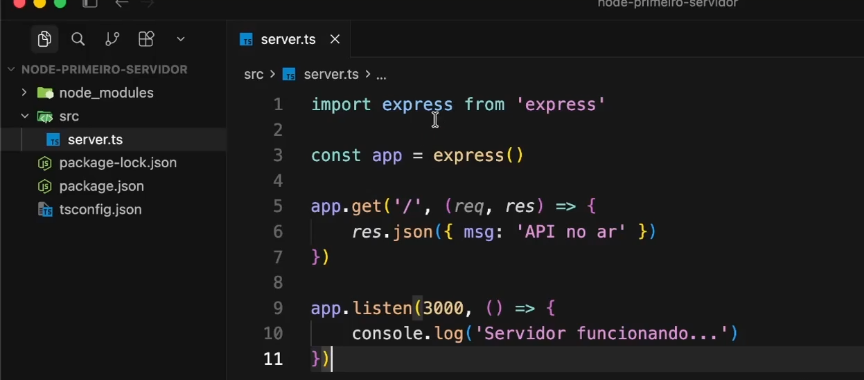 node-primeiro-servidor
server.ts
NODE-PRIMEIRO-SERVIDOR
node_modules
src
server.ts
package-lock.json
package.json
tsconfig.json
src > server.ts > ...
1 import express from 'express'
2
3 const app = express()
4
5 app.get('/', (req, res) => {
6 res.json({ msg: 'API no ar' })
7 })
8
9 app.listen(3000, () => {
10 console.log('Servidor funcionando...')
11 })